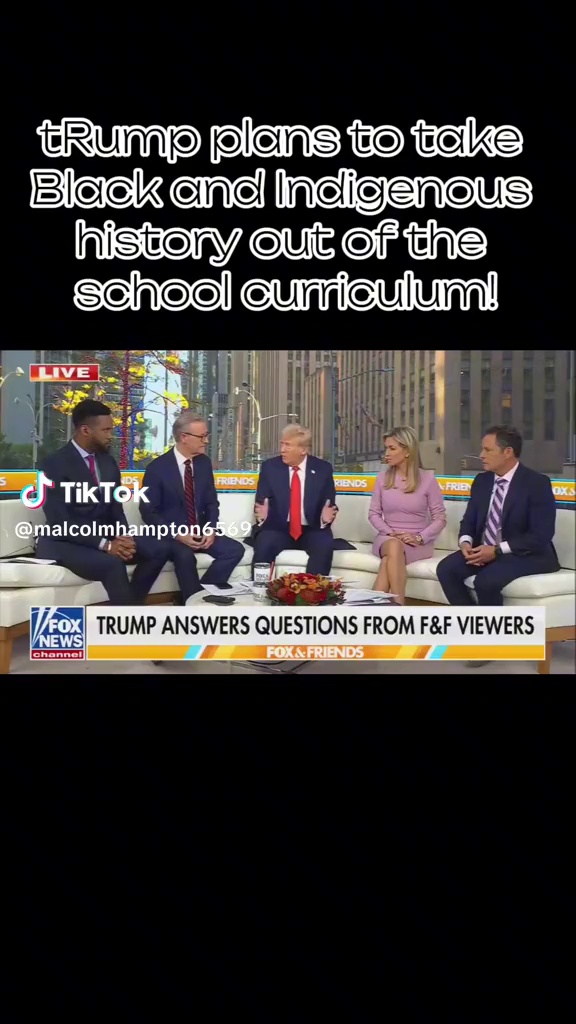 tRump plans to take
Black and Indigenous
history out of the
school curriculum!
LIVE
FRIENDS
TikTok
@malcolmhampton6569
FOX NEWS channel
TRUMP ANSWERS QUESTIONS FROM F&F VIEWERS
FOX & FRIENDS